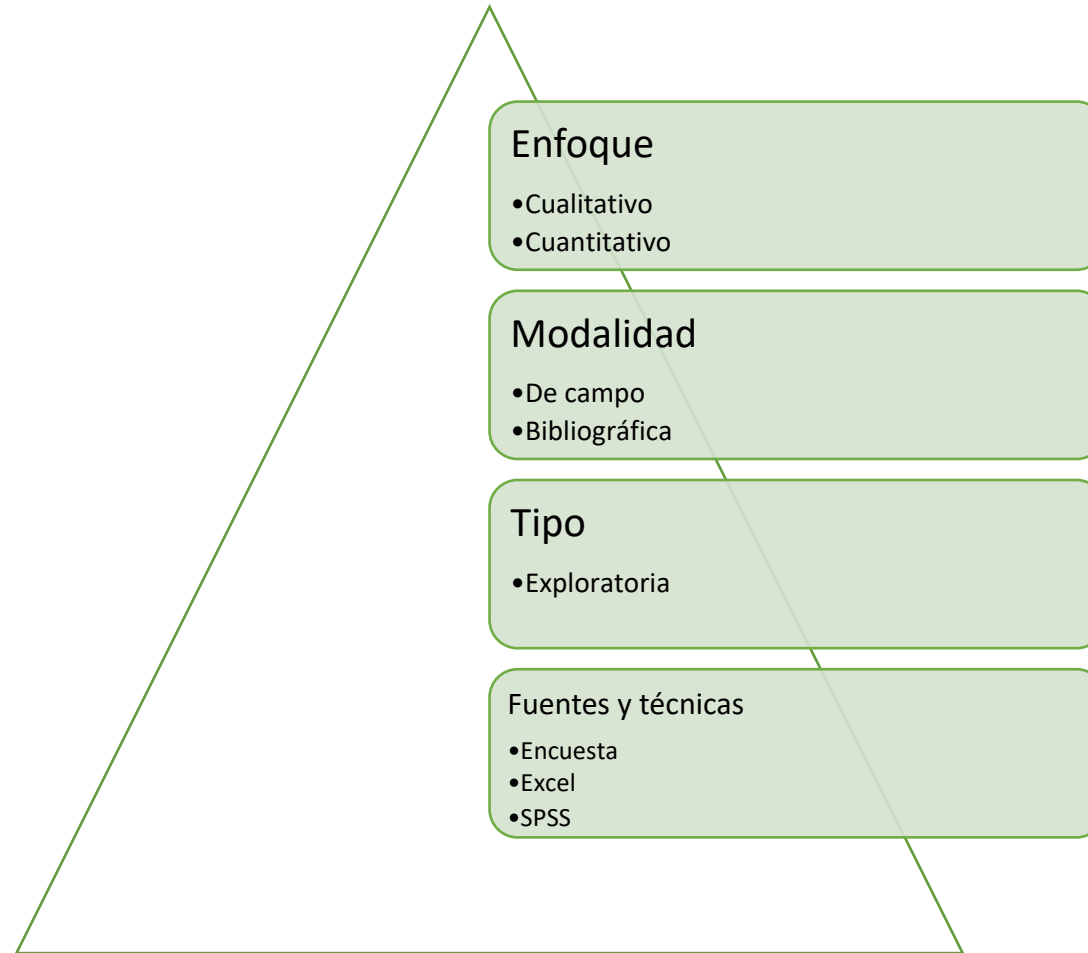 Enfoque
•Cualitativo
•Cuantitativo
Modalidad
•De campo
•Bibliográfica
Tipo
•Exploratoria
Fuentes y técnicas
•Encuesta
•Excel
•SPSS